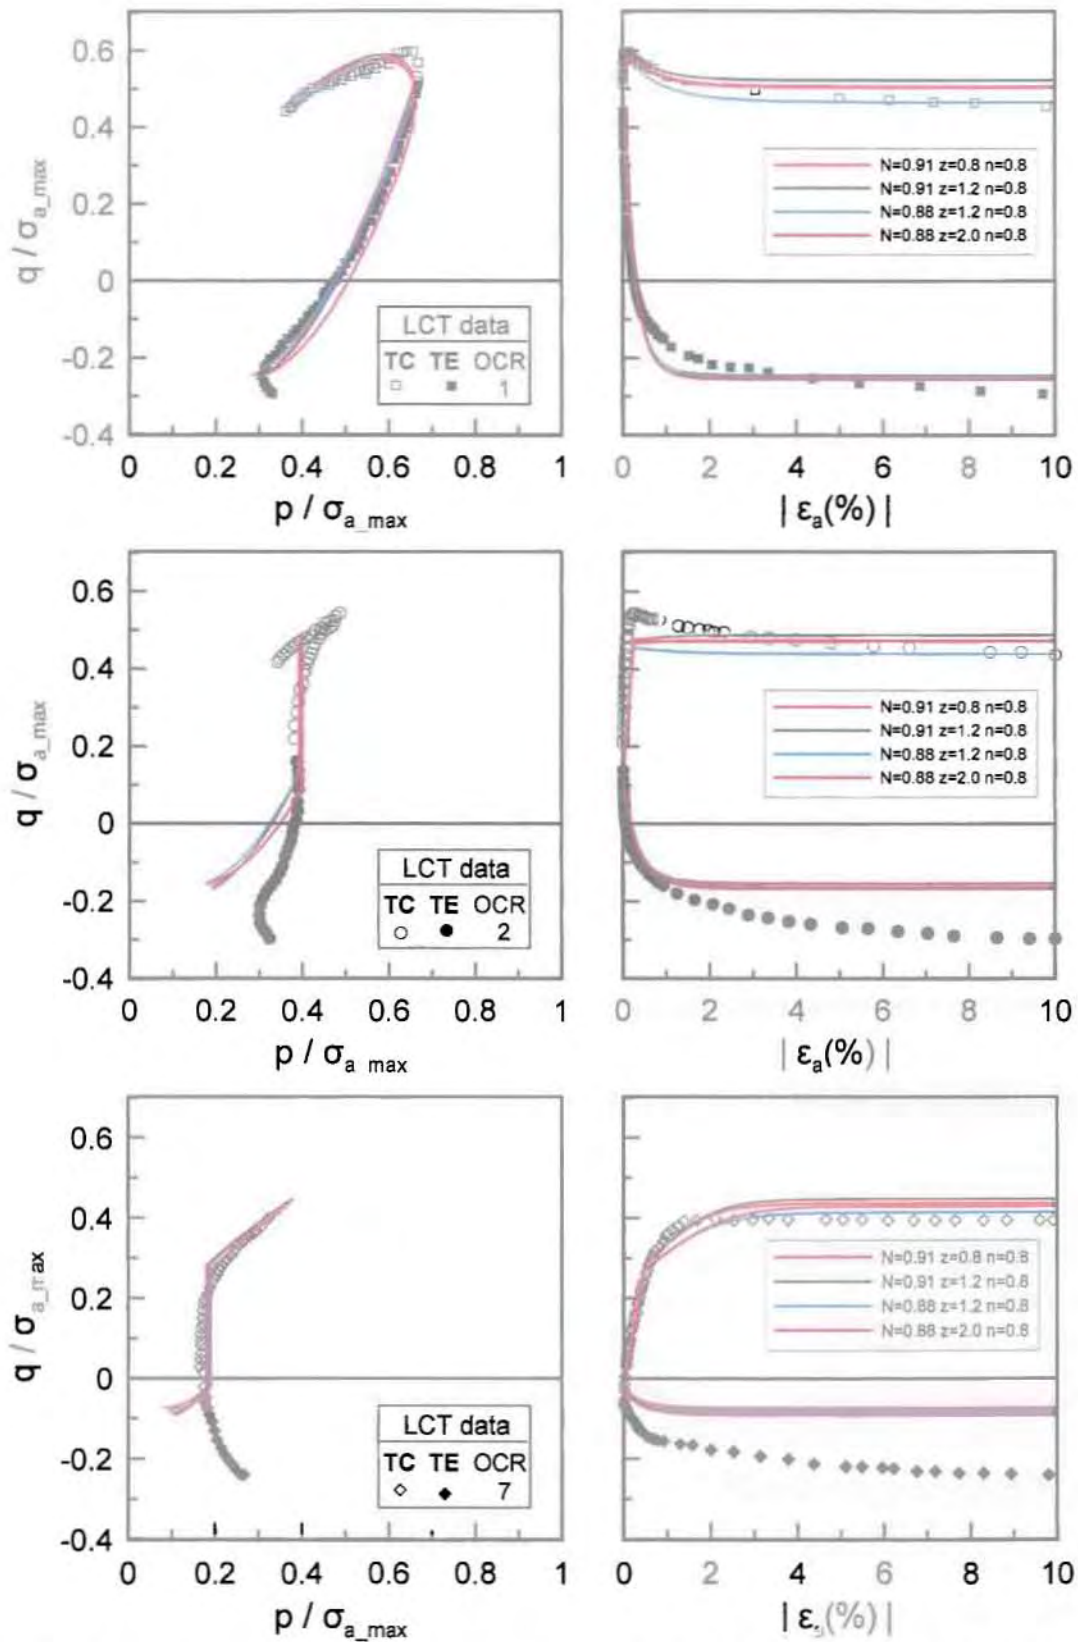 0.6
0.4
0.2
0
-0.2
-0.4
q / σa_max
LCT data
TC TE OCR
1
0 0.2 0.4 0.6 0.8 1
p / σa_max
N=0.91 z=0.8 n=0.8
N=0.91 z=1.2 n=0.8
N=0.88 z=1.2 n=0.8
N=0.88 z=2.0 n=0.8
0 2 4 6 8 10
| εa(%) |
0.6
0.4
0.2
0
-0.2
-0.4
q / σa_max
LCT data
TC TE OCR
2
0 0.2 0.4 0.6 0.8 1
p / σa max
N=0.91 z=0.8 n=0.8
N=0.91 z=1.2 n=0.8
N=0.88 z=1.2 n=0.8
N=0.88 z=2.0 n=0.8
0 2 4 6 8 10
| εa(%) |
0.6
0.4
0.2
0
-0.2
-0.4
q / σa_max
LCT data
TC TE OCR
7
0 0.2 0.4 0.6 0.8 1
p / σa_max
N=0.91 z=0.8 n=0.8
N=0.91 z=1.2 n=0.8
N=0.88 z=1.2 n=0.8
N=0.88 z=2.0 n=0.8
0 2 4 6 8 10
| εa(%) |